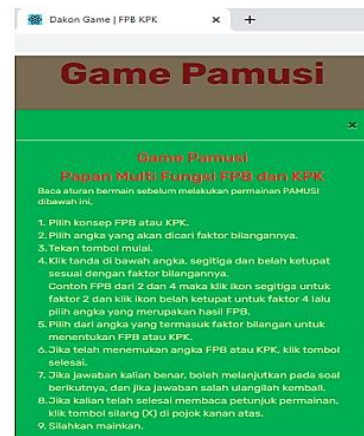 Dakon Game | FPB KPK
Game Pamusi
Game Pamusi
Papan Multi Fungsi FPB dan KPK
Baca aturan bermain sebelum melakukan permainan PAMUSI
dibawah ini,
1. Pilih konsep FPB atau KPK.
2. Pilih angka yang akan dicari faktor bilangannya.
3. Tekan tombol mulai.
4. Klik tanda di bawah angka, segitiga dan belah ketupat
sesuai dengan faktor bilangannya.
Contoh FPB dari 2 dan 4 maka klik ikon segitiga untuk
faktor 2 dan klik ikon belah ketupat untuk faktor 4 lalu
pilih angka yang merupakan hasil FPB.
5. Pilih dari angka yang termasuk faktor bilangan untuk
menentukan FPB atau KPK.
6. Jika telah menemukan angka FPB atau KPK, klik tombol
selesai.
7. Jika jawaban kalian benar, boleh melanjutkan pada soal
berikutnya, dan jika jawaban salah ulangilah kembali.
8. Jika kalian telah selesai membaca petunjuk permainan,
klik tombol silang (X) di pojok kanan atas.
9. Silahkan mainkan.